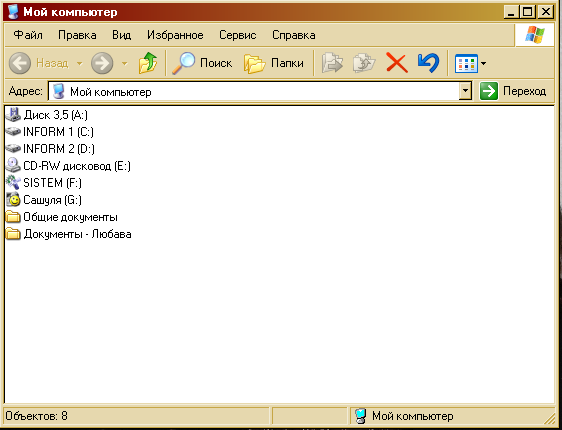 Мой компьютер
Файл Правка Вид Избранное Сервис Справка
Назад Поиск Папки
Адрес: Мой компьютер Переход
Диск 3,5 (A:)
INFORM 1 (C:)
INFORM 2 (D:)
CD-RW дисковод (E:)
SISTEM (F:)
Сашуля (G:)
Общие документы
Документы - Любава
Объектов: 8 Мой компьютер